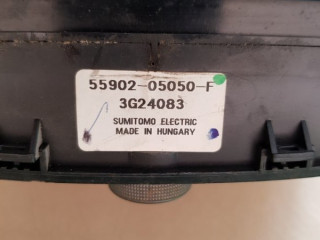 55902-05050-F
3G24083
SUMITOMO ELECTRIC
MADE IN HUNGARY